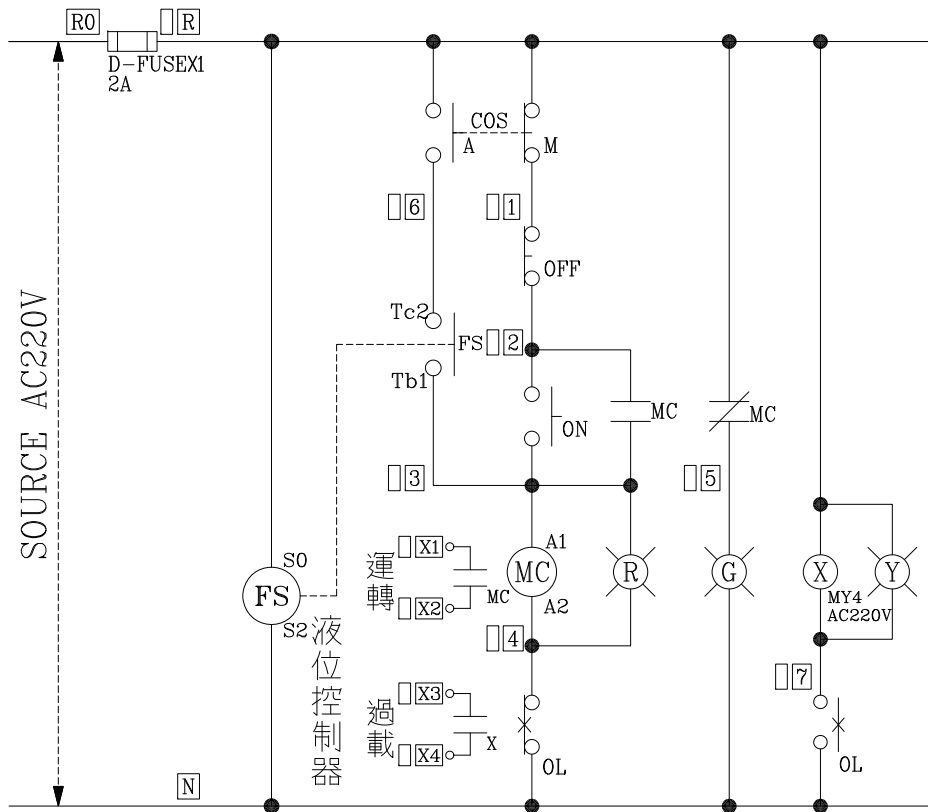 R0
R
D-FUSEX1
2A
COS
A
M
6
1
OFF
Tc2
FS
2
Tb1
ON
MC
MC
3
5
SOURCE AC220V
運轉
X1
X2
MC
S0
FS
S2
A1
MC
A2
R
G
X
Y
MY4
AC220V
液位控制器
4
7
過載
X3
X4
X
OL
OL
N